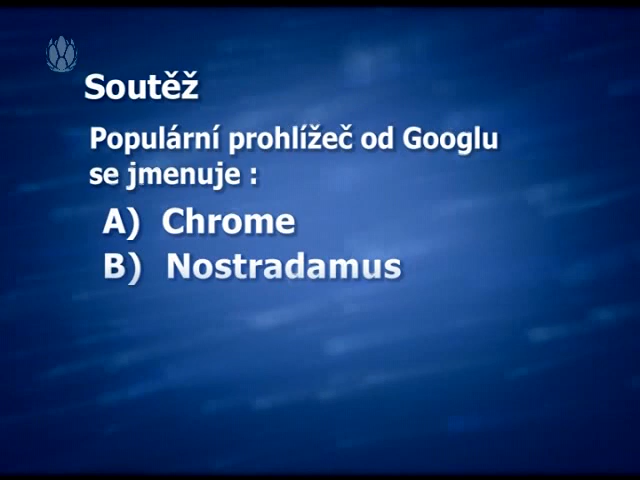 Soutěž
Populární prohlížeč od Googlu
se jmenuje :
A) Chrome
B) Nostradamus